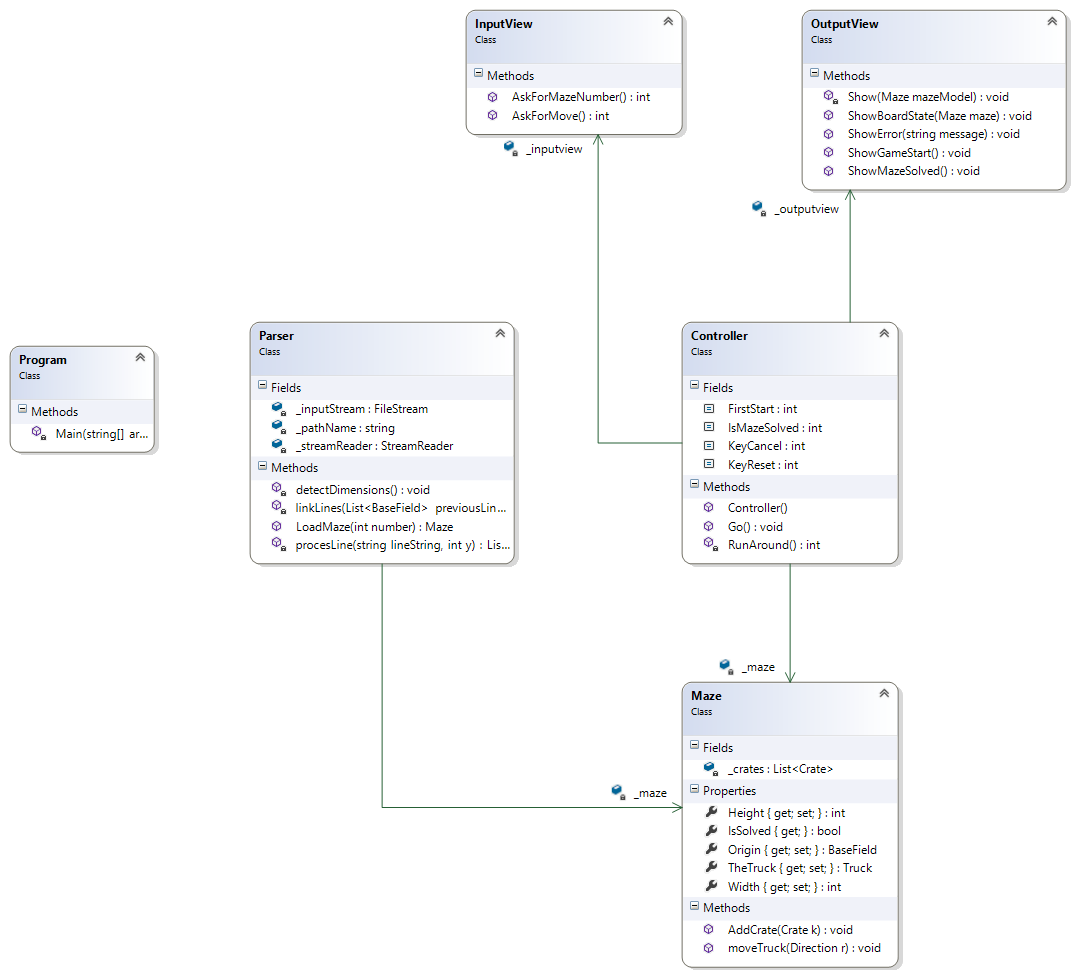 InputView
Class
Methods
AskForMazeNumber() : int
AskForMove() : int
_inputview
OutputView
Class
Methods
Show(Maze mazeModel) : void
ShowBoardState(Maze maze) : void
ShowError(string message) : void
ShowGameStart() : void
ShowMazeSolved() : void
_outputview
Program
Class
Methods
Main(string[] ar...
Parser
Class
Fields
_inputStream : FileStream
_pathName : string
_streamReader : StreamReader
Methods
detectDimensions() : void
linkLines(List<BaseField> previousLin...
LoadMaze(int number) : Maze
procesLine(string lineString, int y) : Lis...
Controller
Class
Fields
FirstStart : int
IsMazeSolved : int
KeyCancel : int
KeyReset : int
Methods
Controller()
Go() : void
RunAround() : int
_maze
_maze
Maze
Class
Fields
_crates : List<Crate>
Properties
Height { get; set; } : int
IsSolved { get; } : bool
Origin { get; set; } : BaseField
TheTruck { get; set; } : Truck
Width { get; set; } : int
Methods
AddCrate(Crate k) : void
moveTruck(Direction r) : void